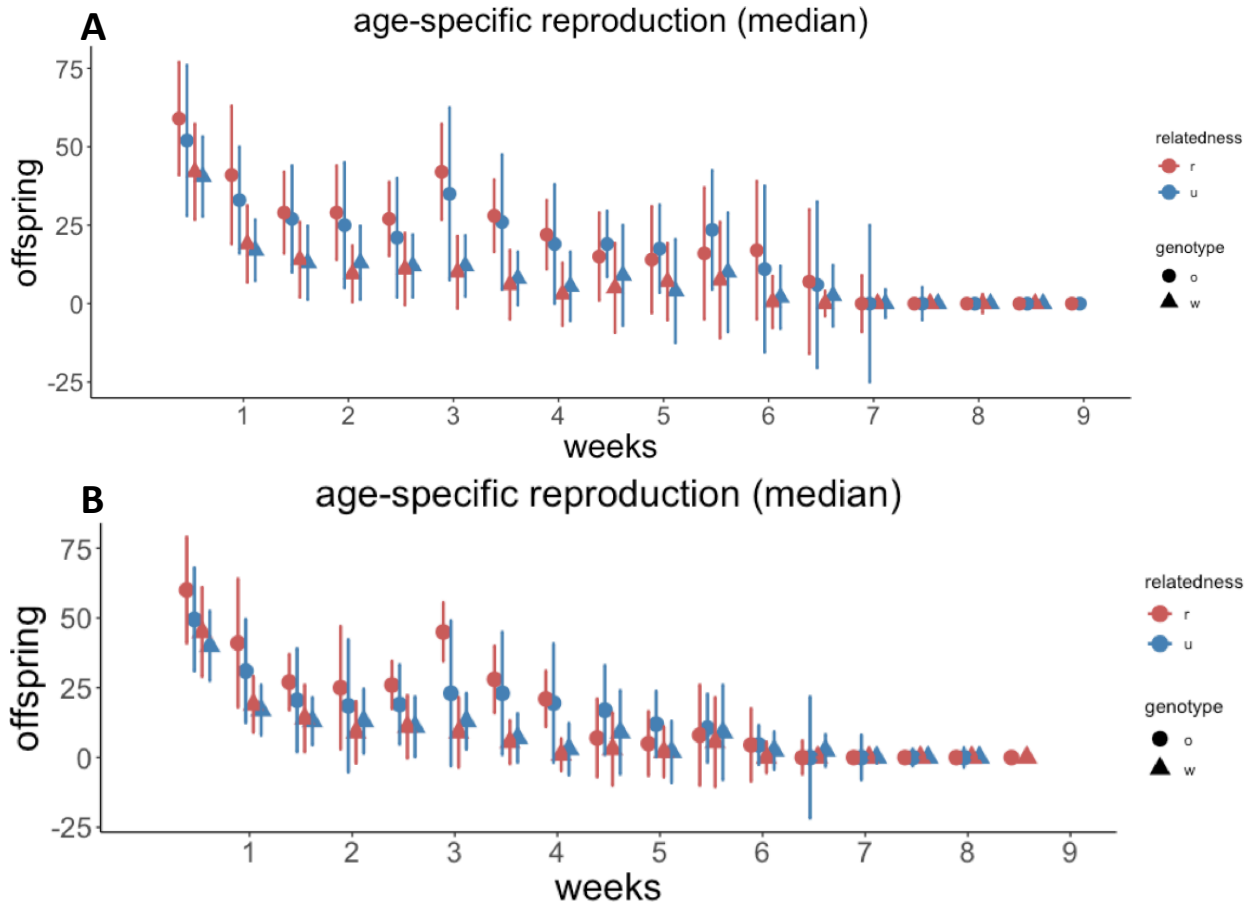 A
age-specific reproduction (median)
75
50
25
0
-25
offspring
1 2 3 4 5 6 7 8 9
weeks
relatedness
r
u
genotype
o
w
B
age-specific reproduction (median)
75
50
25
0
-25
offspring
1 2 3 4 5 6 7 8 9
weeks
relatedness
r
u
genotype
o
w